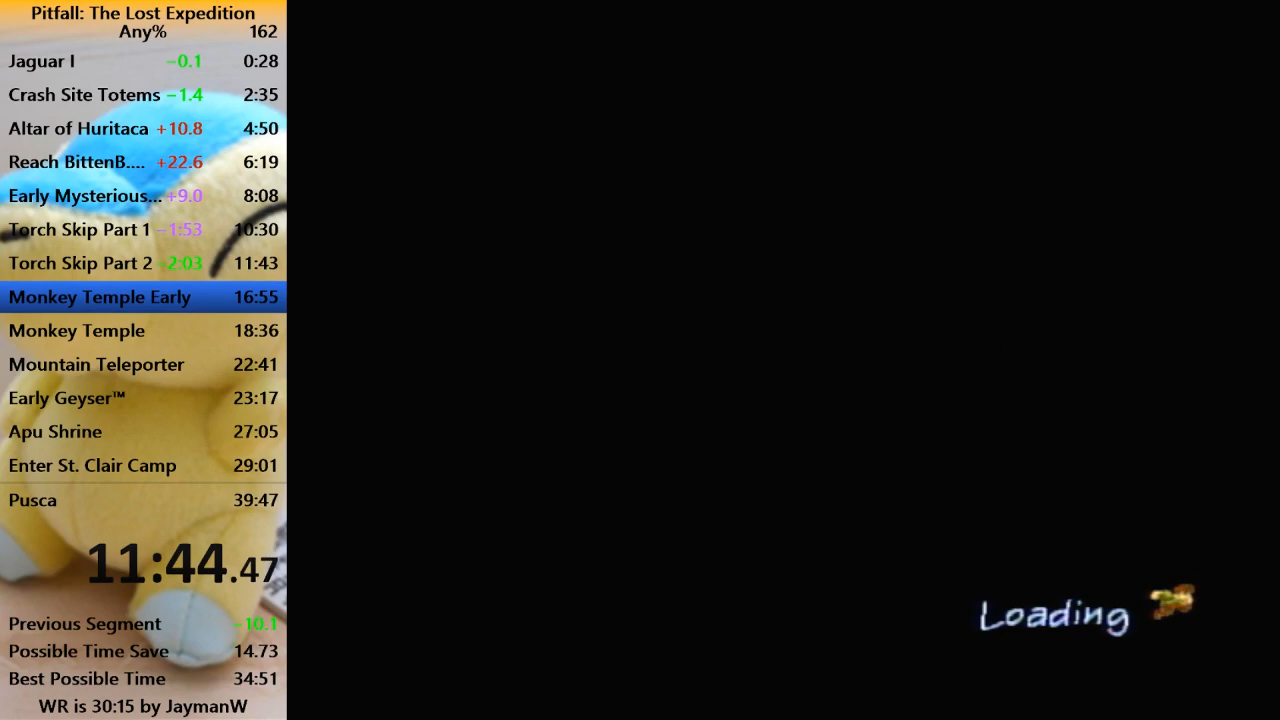 Pitfall: The Lost Expedition
Any% 162
Jaguar I −0.1 0:28
Crash Site Totems −1.4 2:35
Altar of Huritaca +10.8 4:50
Reach BittenB.... +22.6 6:19
Early Mysterious... +9.0 8:08
Torch Skip Part 1 −1:53 10:30
Torch Skip Part 2 −2:03 11:43
Monkey Temple Early 16:55
Monkey Temple 18:36
Mountain Teleporter 22:41
Early Geyser™ 23:17
Apu Shrine 27:05
Enter St. Clair Camp 29:01
Pusca 39:47
11:44.47
Previous Segment −10.1
Possible Time Save 14.73
Best Possible Time 34:51
WR is 30:15 by JaymanW
Loading